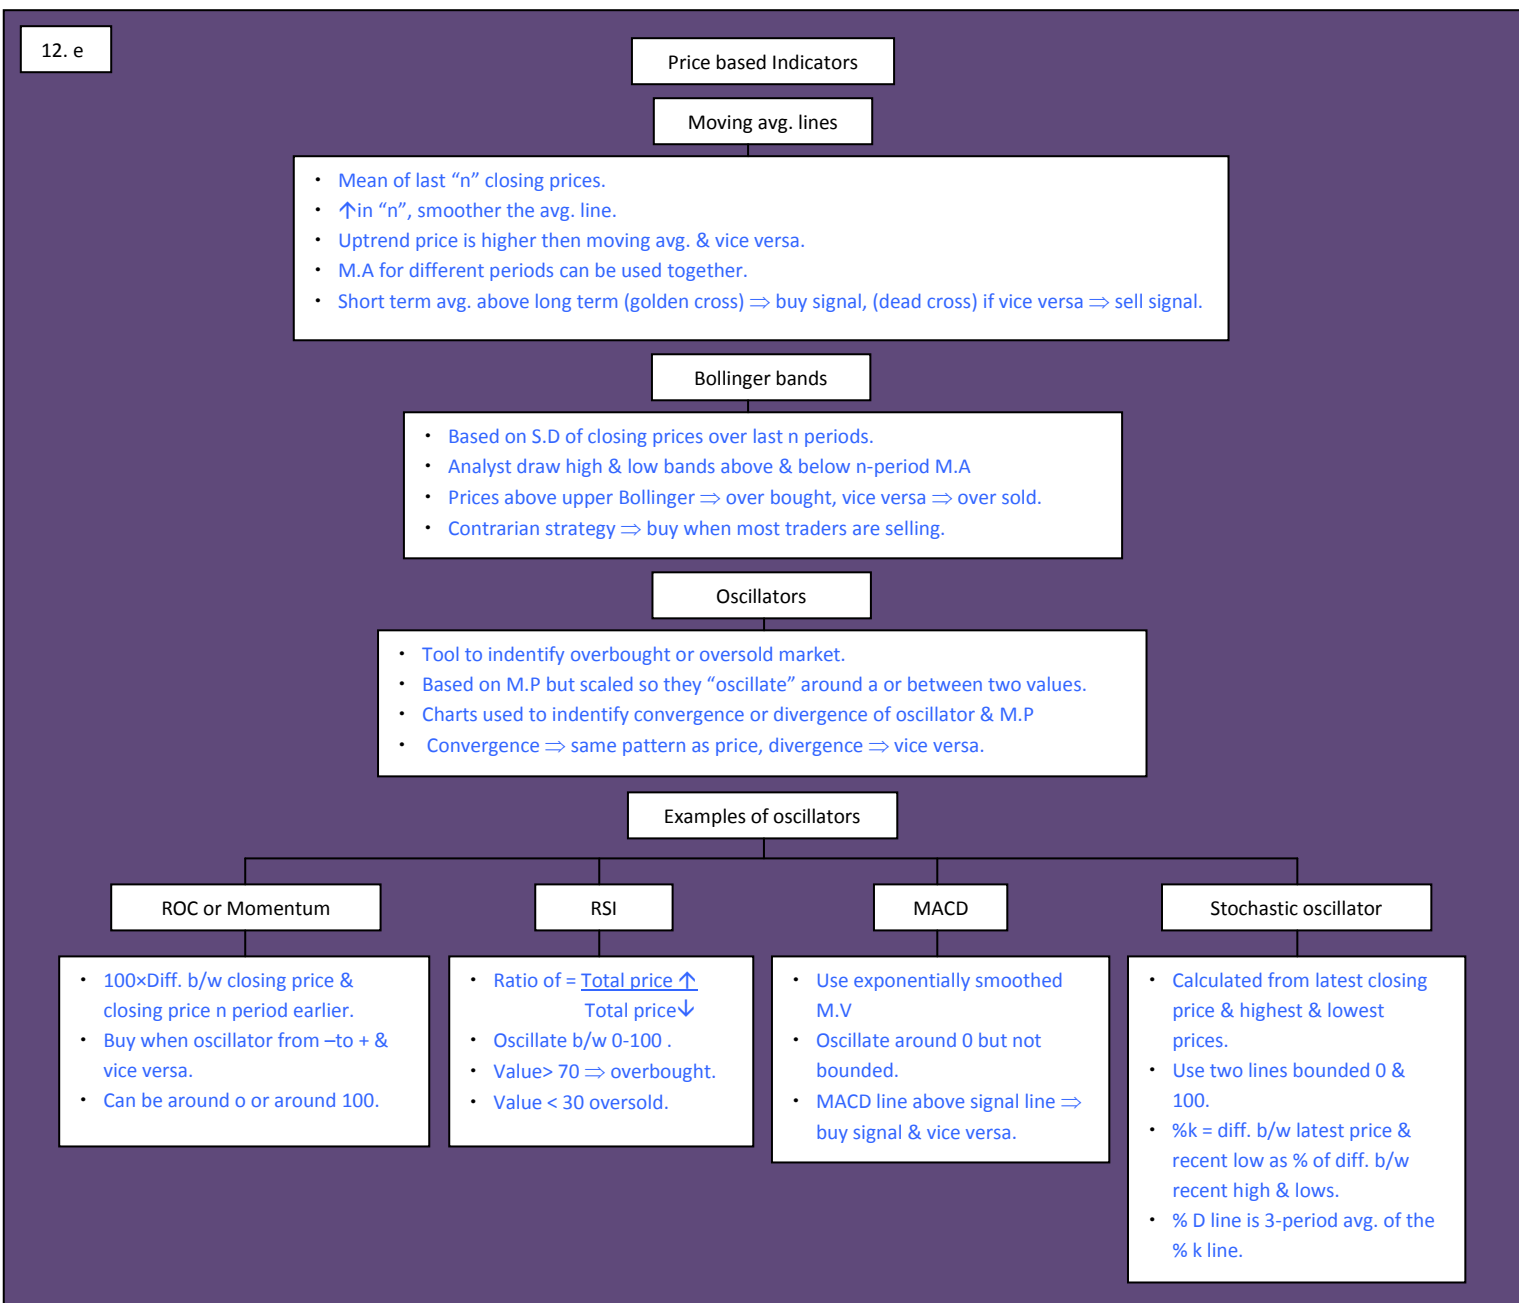 12. e
Price based Indicators
Moving avg. lines
• Mean of last “n” closing prices.
• ↑in “n”, smoother the avg. line.
• Uptrend price is higher then moving avg. & vice versa.
• M.A for different periods can be used together.
• Short term avg. above long term (golden cross) ⇒ buy signal, (dead cross) if vice versa ⇒ sell signal.
Bollinger bands
• Based on S.D of closing prices over last n periods.
• Analyst draw high & low bands above & below n-period M.A
• Prices above upper Bollinger ⇒ over bought, vice versa ⇒ over sold.
• Contrarian strategy ⇒ buy when most traders are selling.
Oscillators
• Tool to indentify overbought or oversold market.
• Based on M.P but scaled so they “oscillate” around a or between two values.
• Charts used to indentify convergence or divergence of oscillator & M.P
• Convergence ⇒ same pattern as price, divergence ⇒ vice versa.
Examples of oscillators
ROC or Momentum
• 100×Diff. b/w closing price &
closing price n period earlier.
• Buy when oscillator from –to + &
vice versa.
• Can be around o or around 100.
RSI
• Ratio of = Total price ↑
Total price↓
• Oscillate b/w 0-100 .
• Value> 70 ⇒ overbought.
• Value < 30 oversold.
MACD
• Use exponentially smoothed
M.V
• Oscillate around 0 but not
bounded.
• MACD line above signal line ⇒
buy signal & vice versa.
Stochastic oscillator
• Calculated from latest closing
price & highest & lowest
prices.
• Use two lines bounded 0 &
100.
• %k = diff. b/w latest price &
recent low as % of diff. b/w
recent high & lows.
• % D line is 3-period avg. of the
% k line.